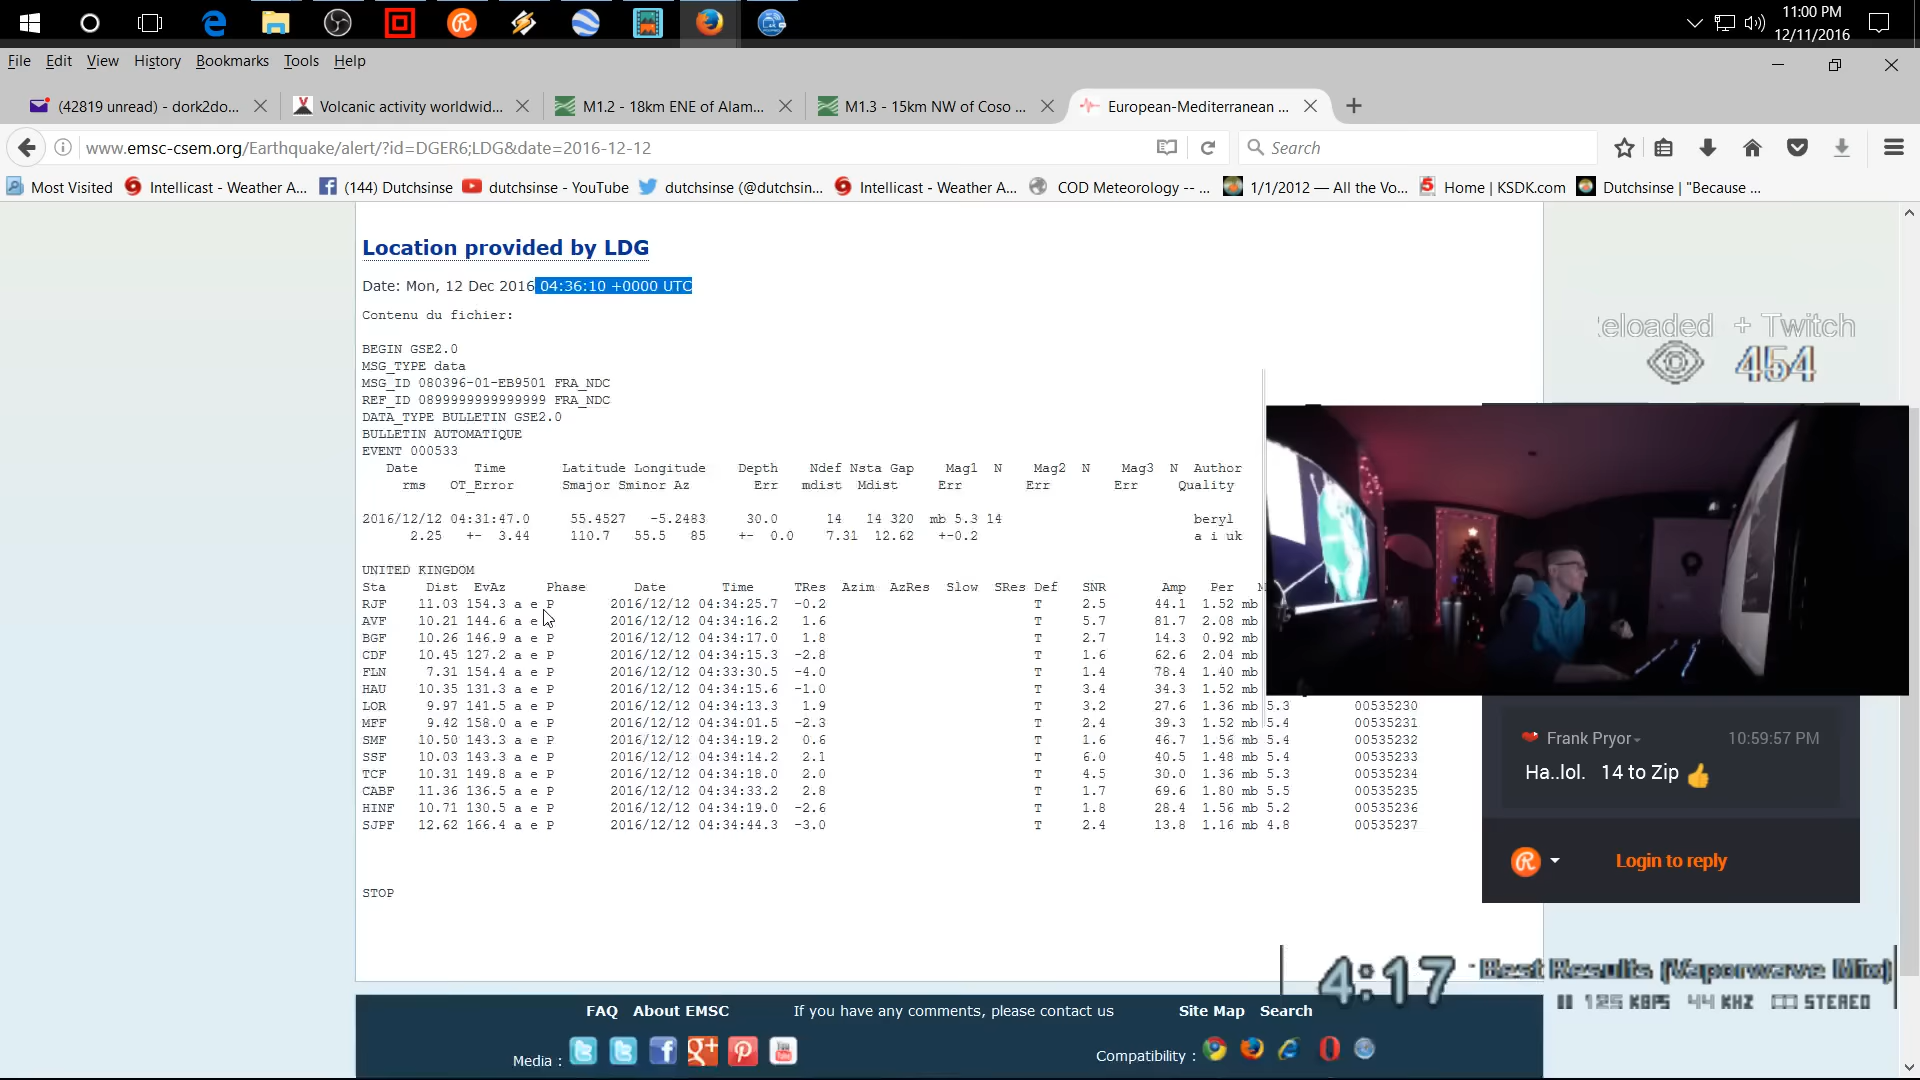 11:00 PM
12/11/2016
File Edit View History Bookmarks Tools Help
(42819 unread) - dork2do...
Volcanic activity worldwid...
M1.2 - 18km ENE of Alam...
M1.3 - 15km NW of Coso ...
European-Mediterranean ...
www.emsc-csem.org/Earthquake/alert/?id=DGER6;LDG&date=2016-12-12
Search
Most Visited Intellicast - Weather A... (144) Dutchsinse dutchsinse - YouTube dutchsinse (@dutchsin... Intellicast - Weather A... COD Meteorology -- ... 1/1/2012 — All the Vo... Home | KSDK.com Dutchsinse | "Because ...
Location provided by LDG
Date: Mon, 12 Dec 2016 04:36:10 +0000 UTC
Contenu du fichier:
BEGIN GSE2.0
MSG_TYPE data
MSG_ID 080396-01-EB9501 FRA_NDC
REF_ID 0899999999999999 FRA_NDC
DATA_TYPE BULLETIN GSE2.0
BULLETIN AUTOMATIQUE
EVENT 000533
Date Time Latitude Longitude Depth Ndef Nsta Gap Mag1 N Mag2 N Mag3 N Author
rms OT_Error Smajor Sminor Az Err mdist Mdist Err Err Err Quality
2016/12/12 04:31:47.0 55.4527 -5.2483 30.0 14 14 320 mb 5.3 14 beryl
2.25 +- 3.44 110.7 55.5 85 +- 0.0 7.31 12.62 +-0.2 a i uk
UNITED KINGDOM
Sta Dist EvAz Phase Date Time TRes Azim AzRes Slow SRes Def SNR Amp Per
RJF 11.03 154.3 a e P 2016/12/12 04:34:25.7 -0.2 T 2.5 44.1 1.52 mb
AVF 10.21 144.6 a e P 2016/12/12 04:34:16.2 1.6 T 5.7 81.7 2.08 mb
BGF 10.26 146.9 a e P 2016/12/12 04:34:17.0 1.8 T 2.7 14.3 0.92 mb
CDF 10.45 127.2 a e P 2016/12/12 04:34:15.3 -2.8 T 1.6 62.6 2.04 mb
FLN 7.31 154.4 a e P 2016/12/12 04:33:30.5 -4.0 T 1.4 78.4 1.40 mb
HAU 10.35 131.3 a e P 2016/12/12 04:34:15.6 -1.0 T 3.4 34.3 1.52 mb
LOR 9.97 141.5 a e P 2016/12/12 04:34:13.3 1.9 T 3.2 27.6 1.36 mb 5.3 00535230
MFF 9.42 158.0 a e P 2016/12/12 04:34:01.5 -2.3 T 2.4 39.3 1.52 mb 5.4 00535231
SMF 10.50 143.3 a e P 2016/12/12 04:34:19.2 0.6 T 1.6 46.7 1.56 mb 5.4 00535232
SSF 10.03 143.3 a e P 2016/12/12 04:34:14.2 2.1 T 6.0 40.5 1.48 mb 5.4 00535233
TCF 10.31 149.8 a e P 2016/12/12 04:34:18.0 2.0 T 4.5 30.0 1.36 mb 5.3 00535234
CABF 11.36 136.5 a e P 2016/12/12 04:34:33.2 2.8 T 1.7 69.6 1.80 mb 5.5 00535235
HINF 10.71 130.5 a e P 2016/12/12 04:34:19.0 -2.6 T 1.8 28.4 1.56 mb 5.2 00535236
SJPF 12.62 166.4 a e P 2016/12/12 04:34:44.3 -3.0 T 2.4 13.8 1.16 mb 4.8 00535237
STOP
eloaded + Twitch
454
Frank Pryor 10:59:57 PM
Ha..lol. 14 to Zip 👍
Login to reply
4:17 - Best Results (Vaporwave Mix)
125 KBPS 44 KHZ STEREO
FAQ About EMSC If you have any comments, please contact us Site Map Search
Media : Compatibility :